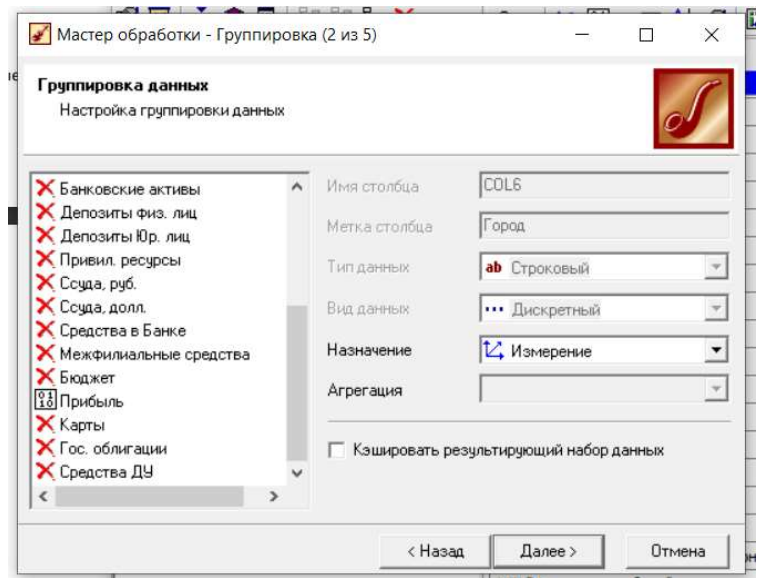 Мастер обработки - Группировка (2 из 5)
Группировка данных
Настройка группировки данных
Банковские активы
Депозиты Физ. лиц
Депозиты Юр. лиц
Привил. ресурсы
Ссуда, руб.
Ссуда, долл.
Средства в Банке
Межфилиальные средства
Бюджет
Прибыль
Карты
Гос. облигации
Средства ДУ
Имя столбца COL6
Метка столбца Город
Тип данных ab Строковый
Вид данных Дискретный
Назначение Измерение
Агрегация
Кэшировать результирующий набор данных
< Назад Далее > Отмена